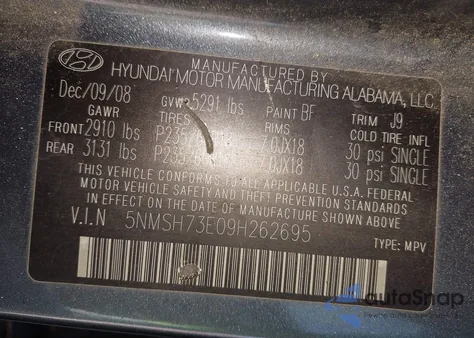 MANUFACTURED BY
HYUNDAI MOTOR MANUFACTURING ALABAMA, LLC.
Dec/09/08 GVW 5291 lbs PAINT BF TRIM J9
GAWR TIRES RIMS COLD TIRE INFL
FRONT 2910 lbs 7.0JX18 30 psi SINGLE
REAR 3131 lbs 7.0JX18 30 psi SINGLE
THIS VEHICLE CONFORMS TO ALL APPLICABLE U.S.A. FEDERAL
MOTOR VEHICLE SAFETY AND THEFT PREVENTION STANDARDS
IN EFFECT ON THE DATE OF MANUFACTURE SHOWN ABOVE.
V.I.N 5NMSH73E09H262695
TYPE: MPV
autoSnap